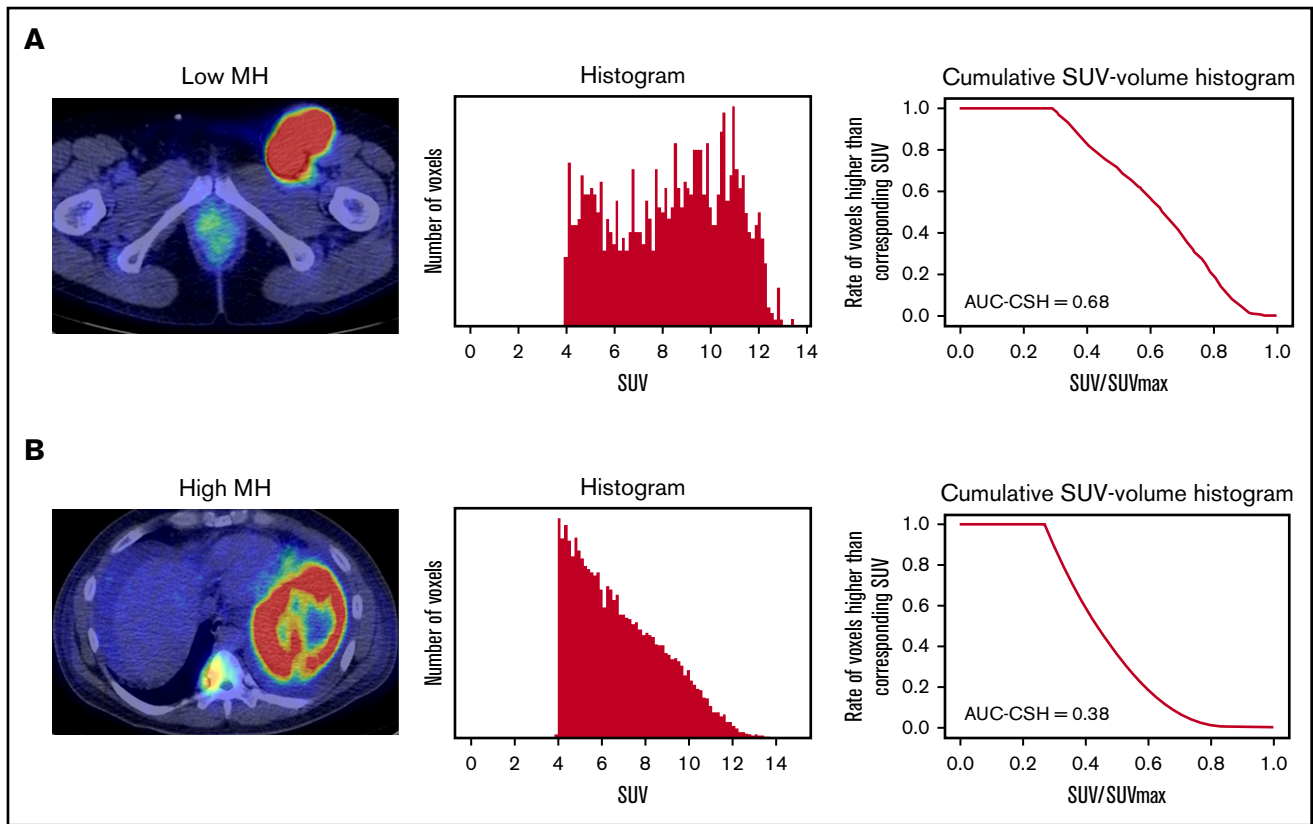 A
Low MH
Histogram
Number of voxels
0 2 4 6 8 10 12 14
SUV
Cumulative SUV-volume histogram
Rate of voxels higher than
corresponding SUV
1.0
0.8
0.6
0.4
0.2
0.0
AUC-CSH = 0.68
0.0 0.2 0.4 0.6 0.8 1.0
SUV/SUVmax
B
High MH
Histogram
Number of voxels
0 2 4 6 8 10 12 14
SUV
Cumulative SUV-volume histogram
Rate of voxels higher than
corresponding SUV
1.0
0.8
0.6
0.4
0.2
0.0
AUC-CSH = 0.38
0.0 0.2 0.4 0.6 0.8 1.0
SUV/SUVmax